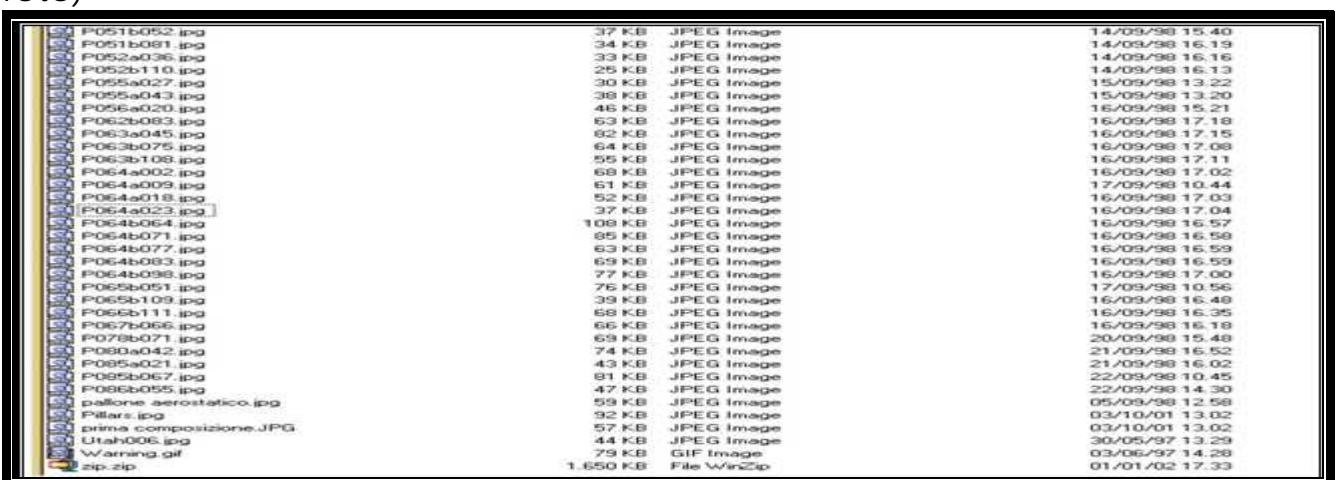 P051b052.jpg 37 KB JPEG Image 14/09/98 15.40
P051b081.jpg 34 KB JPEG Image 14/09/98 16.19
P052a036.jpg 33 KB JPEG Image 14/09/98 16.16
P052b110.jpg 25 KB JPEG Image 14/09/98 16.13
P055a027.jpg 30 KB JPEG Image 15/09/98 13.22
P055a043.jpg 38 KB JPEG Image 15/09/98 13.20
P056a020.jpg 46 KB JPEG Image 16/09/98 15.21
P062b083.jpg 63 KB JPEG Image 16/09/98 17.18
P063a045.jpg 82 KB JPEG Image 16/09/98 17.15
P063b075.jpg 64 KB JPEG Image 16/09/98 17.08
P063b108.jpg 55 KB JPEG Image 16/09/98 17.11
P064a002.jpg 68 KB JPEG Image 16/09/98 17.02
P064a009.jpg 61 KB JPEG Image 17/09/98 10.44
P064a018.jpg 52 KB JPEG Image 16/09/98 17.03
P064a023.jpg 37 KB JPEG Image 16/09/98 17.04
P064b064.jpg 108 KB JPEG Image 16/09/98 16.57
P064b071.jpg 85 KB JPEG Image 16/09/98 16.58
P064b077.jpg 63 KB JPEG Image 16/09/98 16.59
P064b083.jpg 69 KB JPEG Image 16/09/98 16.59
P064b098.jpg 77 KB JPEG Image 16/09/98 17.00
P065b051.jpg 76 KB JPEG Image 17/09/98 10.56
P065b109.jpg 39 KB JPEG Image 16/09/98 16.48
P066b111.jpg 68 KB JPEG Image 16/09/98 16.35
P067b066.jpg 66 KB JPEG Image 16/09/98 16.18
P078b071.jpg 69 KB JPEG Image 20/09/98 15.48
P080a042.jpg 74 KB JPEG Image 21/09/98 16.52
P085a021.jpg 43 KB JPEG Image 21/09/98 16.02
P085b067.jpg 81 KB JPEG Image 22/09/98 10.45
P086b055.jpg 47 KB JPEG Image 22/09/98 14.30
pallone aerostatico.jpg 59 KB JPEG Image 05/09/98 12.58
Pillars.jpg 92 KB JPEG Image 03/10/01 13.02
prima composizione.JPG 57 KB JPEG Image 03/10/01 13.02
Utah006.jpg 44 KB JPEG Image 30/05/97 13.29
Warning.gif 79 KB GIF Image 03/06/97 14.28
zip.zip 1.650 KB File WinZip 01/01/02 17.33